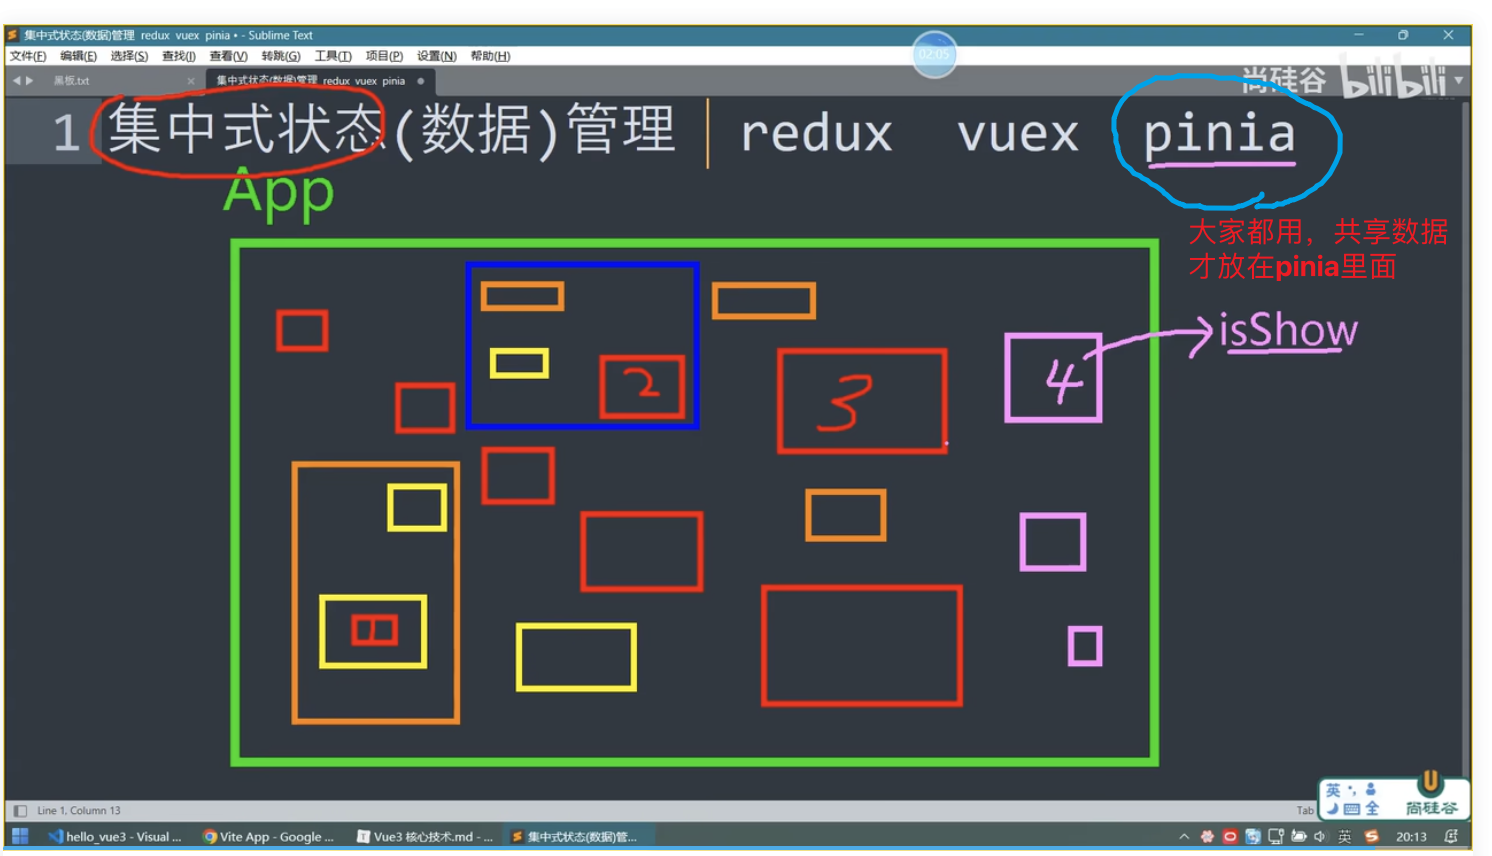 集中式状态(数据)管理  redux  vuex  pinia • - Sublime Text
文件(F) 编辑(E) 选择(S) 查找(I) 查看(V) 转跳(G) 工具(T) 项目(P) 设置(N) 帮助(H)
02:05
黑板.txt
集中式状态(数据)管理  redux  vuex  pinia
尚硅谷 bilibili
1 集中式状态(数据)管理 redux vuex pinia
App
大家都用，共享数据
才放在pinia里面
isShow
2
3
4
1
Line 1, Column 13
Tab
英
全
尚硅谷
hello_vue3 - Visual ...
Vite App - Google ...
Vue3 核心技术.md - ...
集中式状态(数据)管...
英
20:13